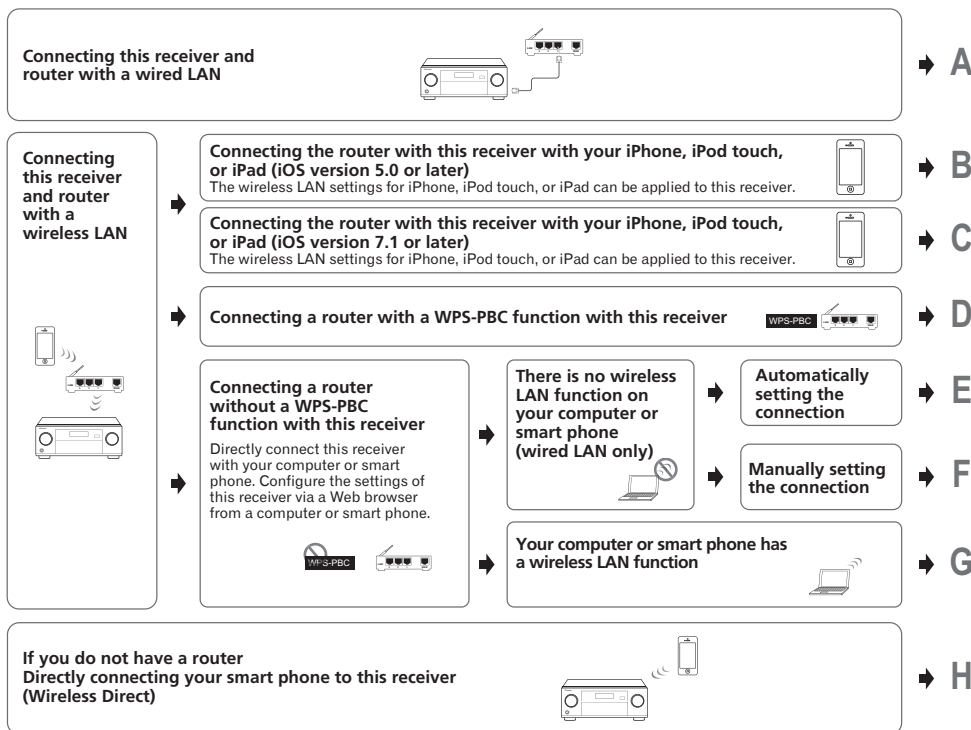 Connecting this receiver and
router with a wired LAN
A
Connecting
this receiver
and router
with a
wireless LAN
Connecting the router with this receiver with your iPhone, iPod touch,
or iPad (iOS version 5.0 or later)
The wireless LAN settings for iPhone, iPod touch, or iPad can be applied to this receiver.
B
Connecting the router with this receiver with your iPhone, iPod touch,
or iPad (iOS version 7.1 or later)
The wireless LAN settings for iPhone, iPod touch, or iPad can be applied to this receiver.
C
Connecting a router with a WPS-PBC function with this receiver
WPS-PBC
D
Connecting a router
without a WPS-PBC
function with this receiver
Directly connect this receiver
with your computer or smart
phone. Configure the settings of
this receiver via a Web browser
from a computer or smart phone.
WPS-PBC
There is no wireless
LAN function on
your computer or
smart phone
(wired LAN only)
Automatically
setting the
connection
E
Manually setting
the connection
F
Your computer or smart phone has
a wireless LAN function
G
If you do not have a router
Directly connecting your smart phone to this receiver
(Wireless Direct)
H